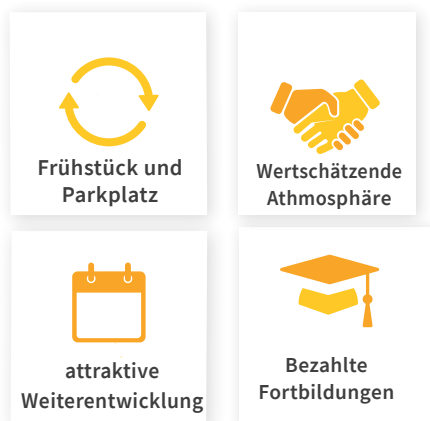 Frühstück und
Parkplatz
Wertschätzende
Athmosphäre
attraktive
Weiterentwicklung
Bezahlte
Fortbildungen